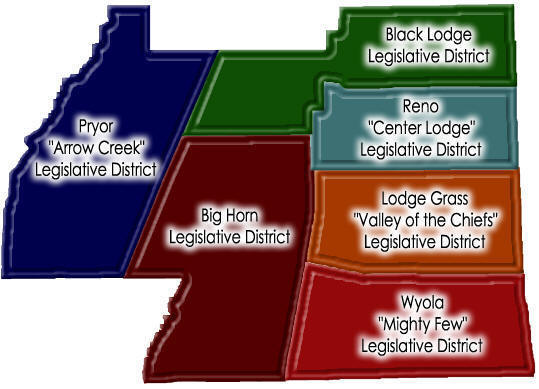 Black Lodge
Legislative District
Reno
"Center Lodge"
Legislative District
Pryor
"Arrow Creek"
Legislative District
Lodge Grass
"Valley of the Chiefs"
Legislative District
Big Horn
Legislative District
Wyola
"Mighty Few"
Legislative District